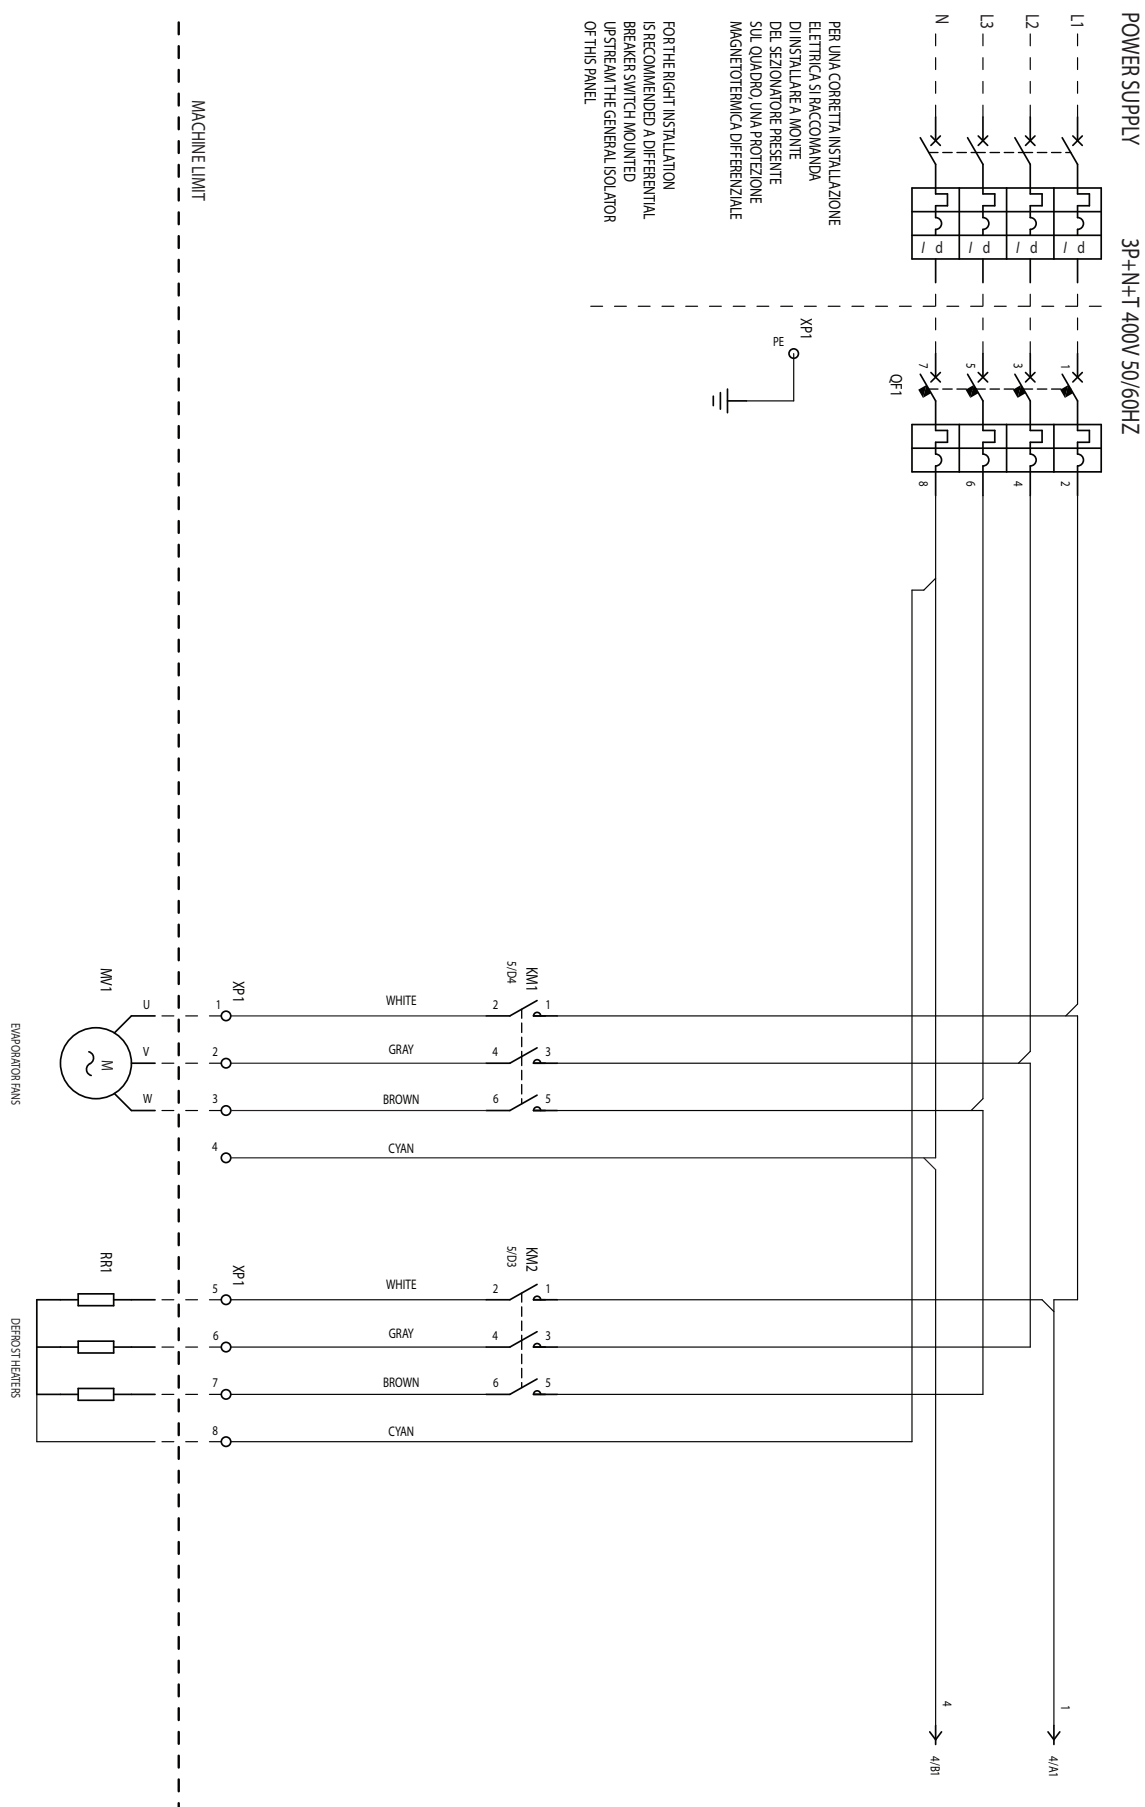 POWER SUPPLY
3P+N+T 400V 50/60HZ
L1
L2
L3
N
I d
I d
I d
I d
1
3
5
7
QF1
2
4
6
8
XP1
PE
PER UNA CORRETTA INSTALLAZIONE
ELETTRICA SI RACCOMANDA
DI INSTALLARE A MONTE
DEL SEZIONATORE PRESENTE
SUL QUADRO, UNA PROTEZIONE
MAGNETOTERMICA DIFFERENZIALE
FOR THE RIGHT INSTALLATION
IS RECOMMENDED A DIFFERENTIAL
BREAKER SWITCH MOUNTED
UPSTREAM THE GENERAL ISOLATOR
OF THIS PANEL
MACHINE LIMIT
KM1
5/D4
1
3
5
2
4
6
WHITE
GRAY
BROWN
CYAN
XP1
1
2
3
4
U
V
W
MV1
M
EVAPORATOR FANS
KM2
5/D3
1
3
5
2
4
6
WHITE
GRAY
BROWN
CYAN
XP1
5
6
7
8
RR1
DEFROST HEATERS
1
4/A1
4
4/B1